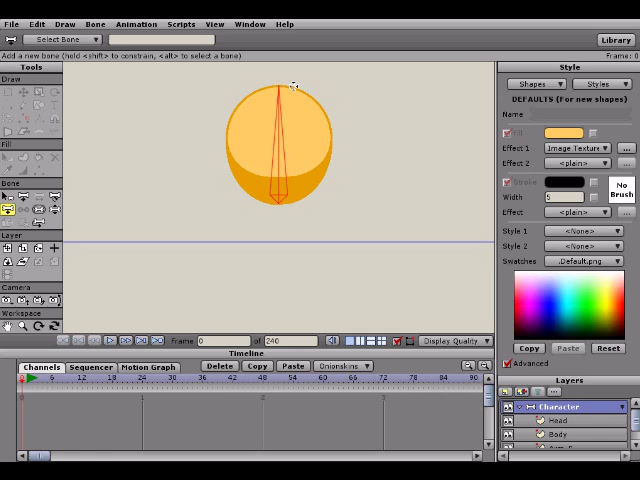 File Edit Draw Bone Animation Scripts View Window Help
Select Bone
Library
Add a new bone (hold <shift> to constrain, <alt> to select a bone)
Frame: 0
Tools
Draw
Fill
Bone
Layer
Camera
Workspace
Style
Shapes
Styles
DEFAULTS (For new shapes)
Name
Fill
Effect 1
Image Texture
...
Effect 2
<plain>
...
Stroke
No Brush
Width
5
Effect
<plain>
...
Style 1
<None>
Style 2
<None>
Swatches
.Default.png
Copy
Paste
Reset
Advanced
Frame
0
of
240
Display Quality
Timeline
Channels
Sequencer
Motion Graph
Delete
Copy
Paste
Onionskins
0 6 12 18 24 30 36 42 48 54 60 66 72 78 84 90
0 1 2 3
Layers
Character
Head
Body